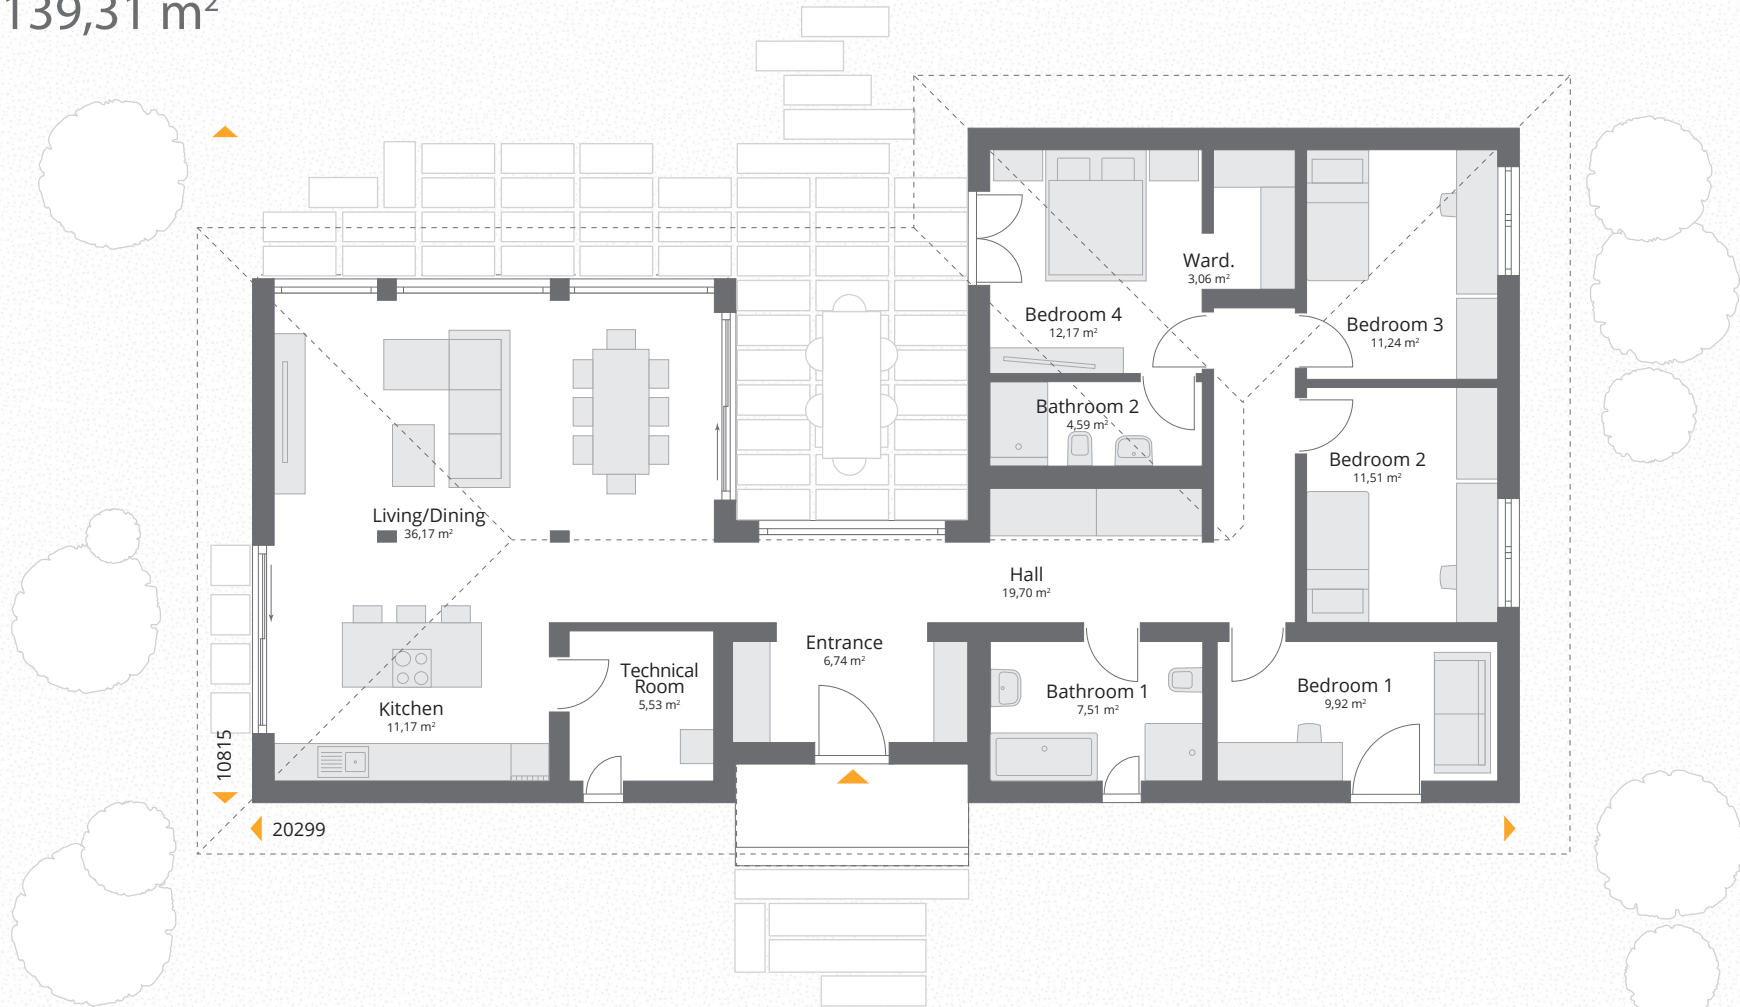 139,31 m²
Ward.
3,06 m²
Bedroom 4
12,17 m²
Bedroom 3
11,24 m²
Bathroom 2
4,59 m²
Bedroom 2
11,51 m²
Living/Dining
36,17 m²
Hall
19,70 m²
Entrance
6,74 m²
Technical
Room
5,53 m²
Bathroom 1
7,51 m²
Bedroom 1
9,92 m²
Kitchen
11,17 m²
10815
20299